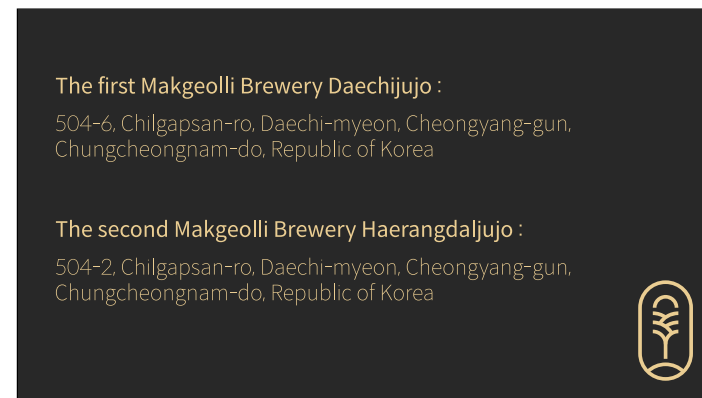 The first Makgeolli Brewery Daechijujo :
504-6, Chilgapsan-ro, Daechi-myeon, Cheongyang-gun,
Chungcheongnam-do, Republic of Korea
The second Makgeolli Brewery Haerangdaljujo :
504-2, Chilgapsan-ro, Daechi-myeon, Cheongyang-gun,
Chungcheongnam-do, Republic of Korea